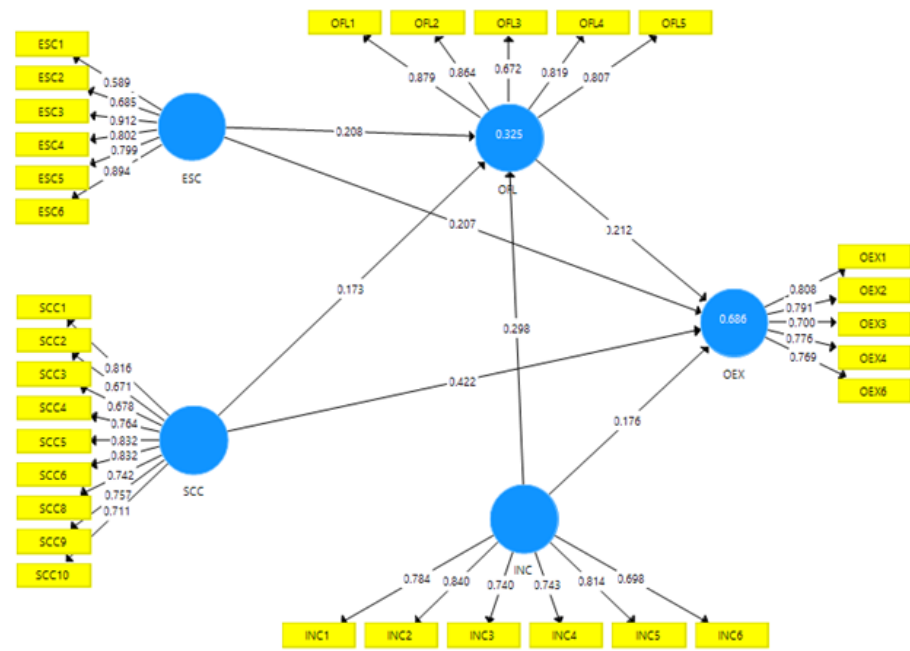 OFL1 OFL2 OFL3 OFL4 OFL5
0.879 0.864 0.672 0.819 0.807
ESC1
ESC2
ESC3
ESC4
ESC5
ESC6
0.589
0.685
0.912
0.802
0.799
0.894
ESC
0.208
0.325
OFL
0.207
0.212
0.173
0.298
0.422
0.176
0.686
OEX
OEX1
OEX2
OEX3
OEX4
OEX6
0.808
0.791
0.700
0.776
0.769
SCC1
SCC2
SCC3
SCC4
SCC5
SCC6
SCC8
SCC9
SCC10
0.816
0.671
0.678
0.764
0.832
0.832
0.742
0.757
0.711
SCC
INC
0.784 0.840 0.740 0.743 0.814 0.698
INC1 INC2 INC3 INC4 INC5 INC6